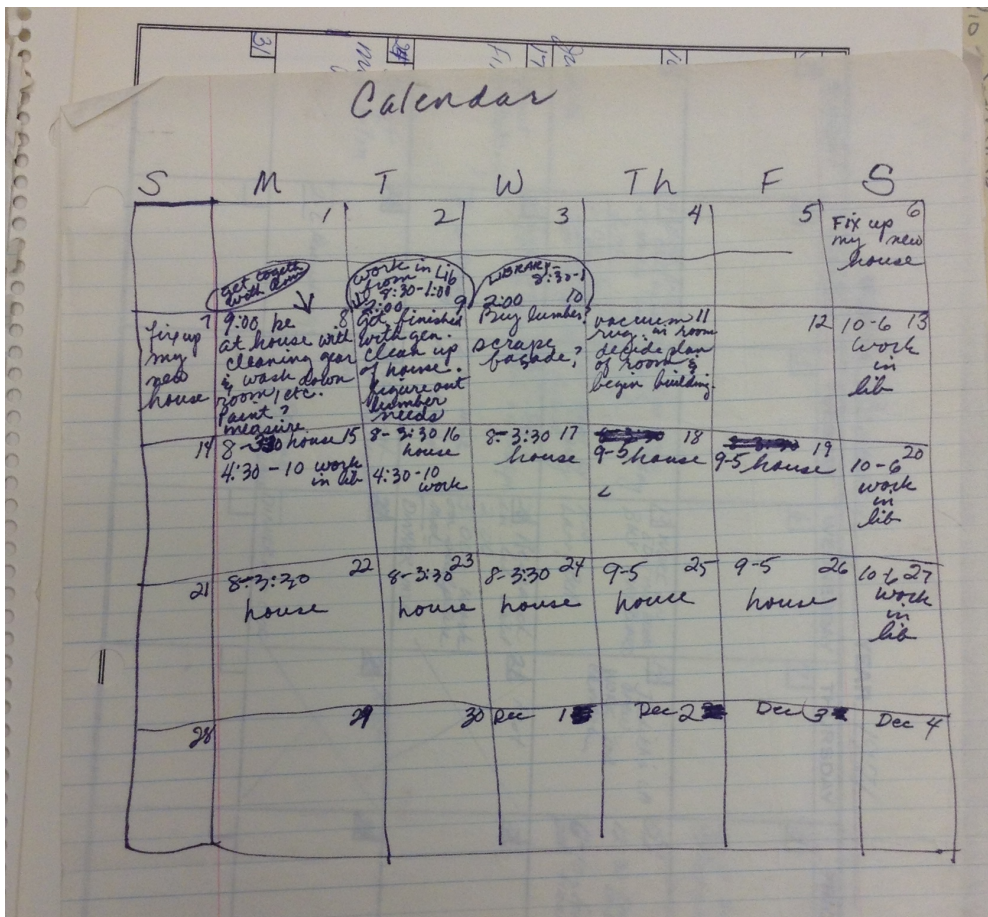 Calendar
S M T W Th F S
1 2 3 4 5 6
Fix up
my new
house
get togeth
with
work in Lib
from
8:30-1:00
LIBRARY-
8:30-1
7
fix up
my
new
house
8
9:00 be
at house with
cleaning gear
& wash down
room, etc.
Paint?
measure
9
2:00
Get finished
with gen.
clean up
of house.
Figure out
lumber
needs
10
2:00
Buy lumber?
scrape
façade?
11
vaccuem
rug, in room
decide plan
of room &
begin building.
12
13
10-6
work
in
lib
14
15
8-3:30 house
4:30-10 work
in lib
16
8-3:30
house
4:30-10
work
17
8-3:30
house
18
9-5 house
19
9-5 house
20
10-6
work
in
lib
21
22
8-3:30
house
23
8-3:30
house
24
8-3:30
house
25
9-5
house
26
9-5
house
27
10-6
work
in
lib
28 29 30 Dec 1 Dec 2 Dec 3 Dec 4
31
17